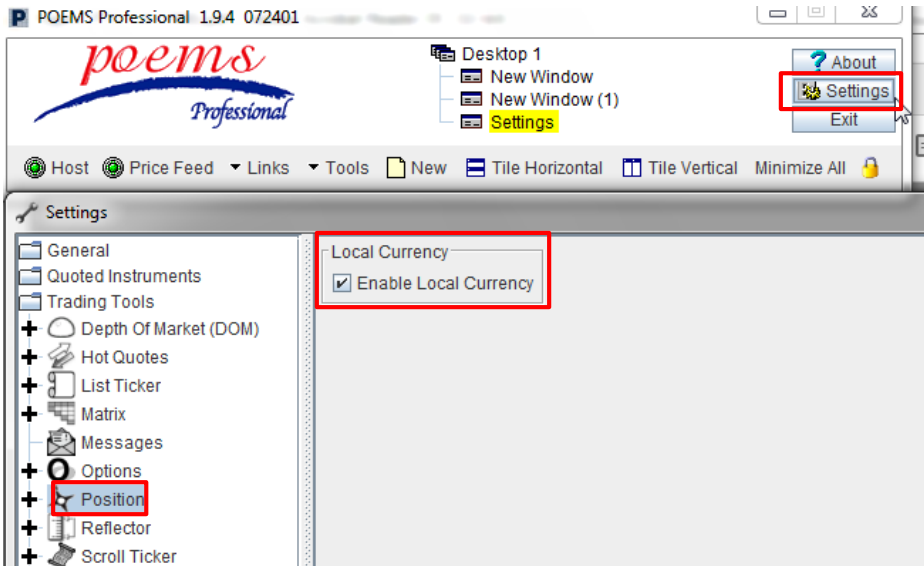 POEMS Professional 1.9.4 072401
poems
Professional
Desktop 1
New Window
New Window (1)
Settings
About
Settings
Exit
Host Price Feed Links Tools New Tile Horizontal Tile Vertical Minimize All
Settings
General
Quoted Instruments
Trading Tools
Depth Of Market (DOM)
Hot Quotes
List Ticker
Matrix
Messages
Options
Position
Reflector
Scroll Ticker
Local Currency
Enable Local Currency